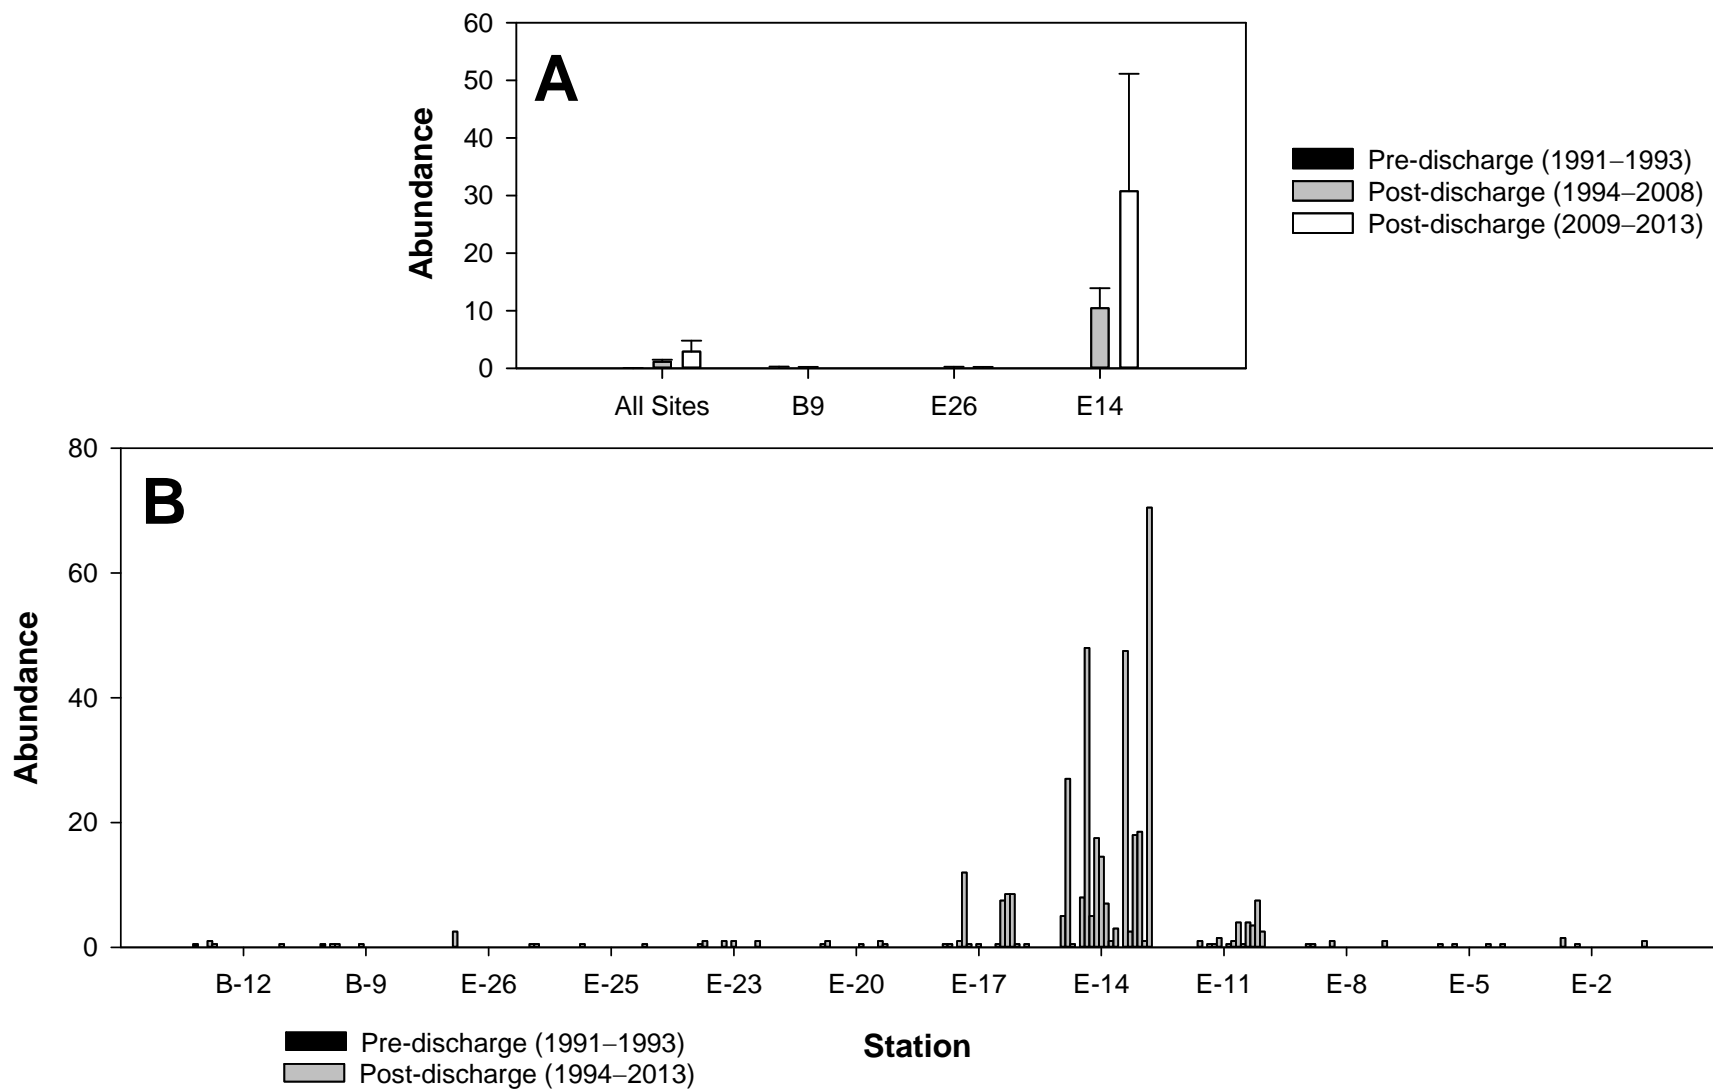 A
Abundance
60
50
40
30
20
10
0
All Sites B9 E26 E14
Pre-discharge (1991–1993)
Post-discharge (1994–2008)
Post-discharge (2009–2013)
B
Abundance
80
60
40
20
0
B-12 B-9 E-26 E-25 E-23 E-20 E-17 E-14 E-11 E-8 E-5 E-2
Station
Pre-discharge (1991–1993)
Post-discharge (1994–2013)